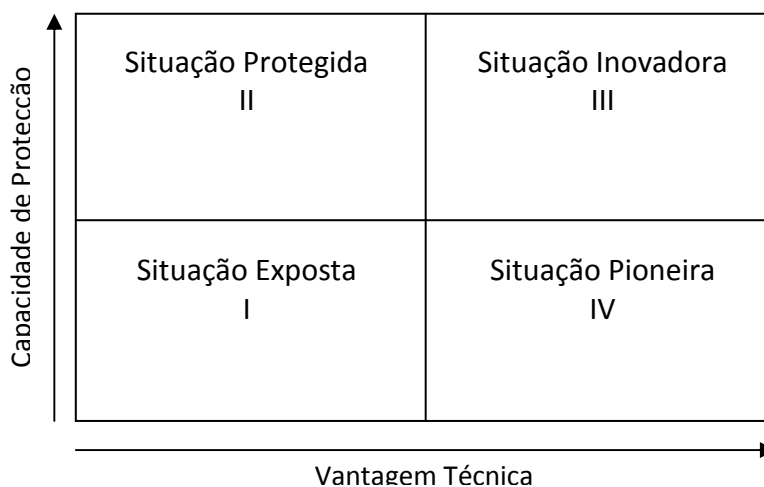 Situação Protegida
II
Situação Inovadora
III
Capacidade de Protecção
Situação Exposta
I
Situação Pioneira
IV
Vantagem Técnica